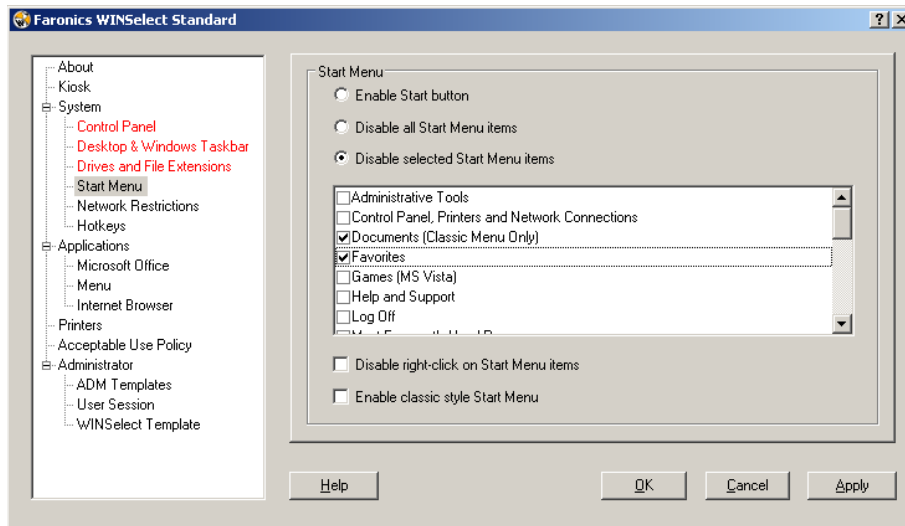 Faronics WINSelect Standard
About
Kiosk
System
Control Panel
Desktop & Windows Taskbar
Drives and File Extensions
Start Menu
Network Restrictions
Hotkeys
Applications
Microsoft Office
Menu
Internet Browser
Printers
Acceptable Use Policy
Administrator
ADM Templates
User Session
WINSelect Template
Start Menu
Enable Start button
Disable all Start Menu items
Disable selected Start Menu items
Administrative Tools
Control Panel, Printers and Network Connections
Documents (Classic Menu Only)
Favorites
Games (MS Vista)
Help and Support
Log Off
Disable right-click on Start Menu items
Enable classic style Start Menu
Help
OK
Cancel
Apply